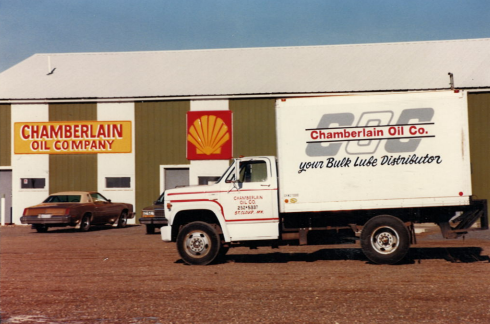 CHAMBERLAIN
OIL COMPANY
COC
Chamberlain Oil Co.
your Bulk Lube Distributor
CHAMBERLAIN
OIL CO.